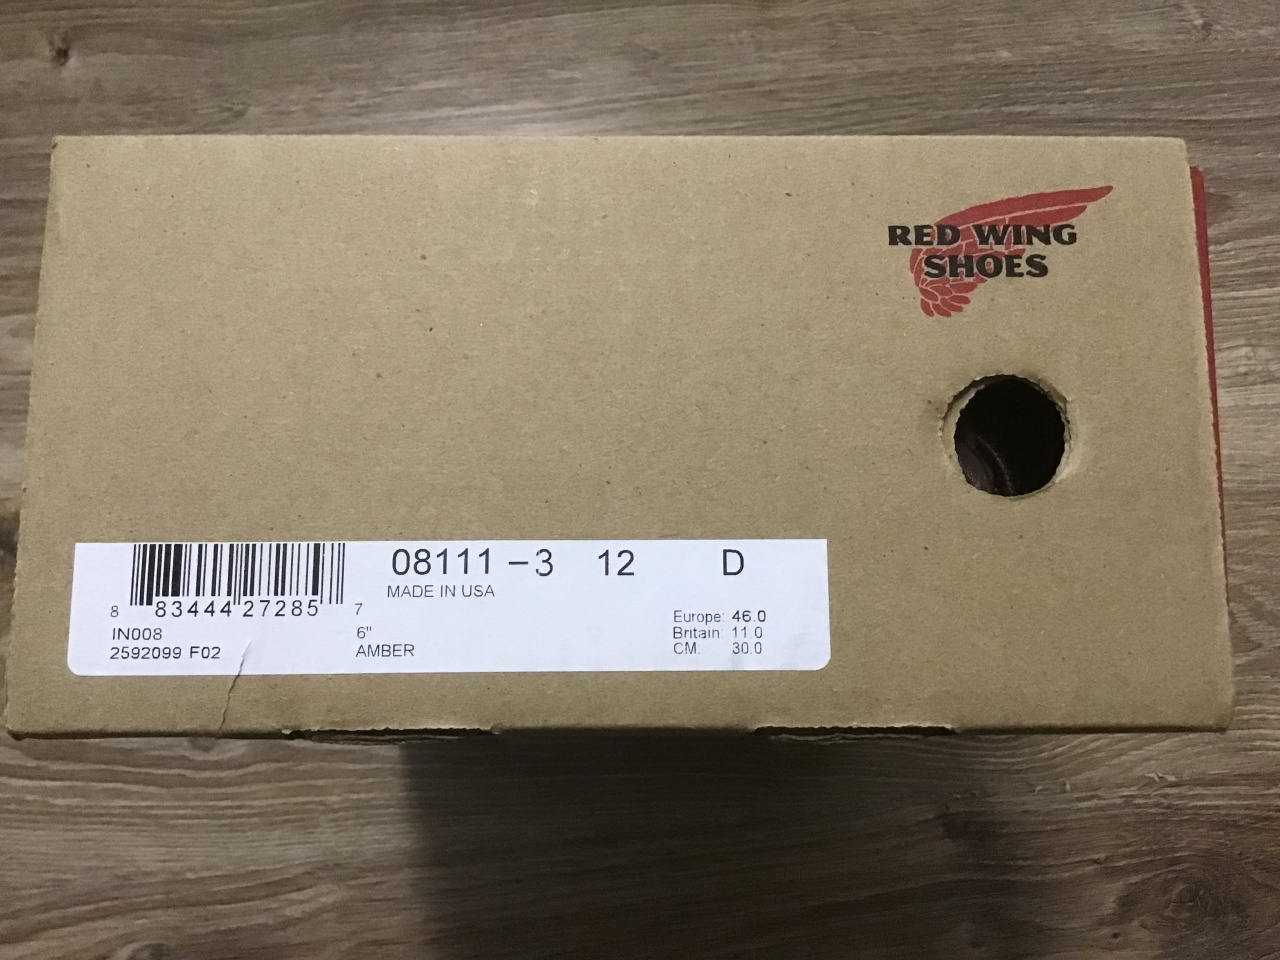 RED WING
SHOES
08111 –3 12 D
MADE IN USA
8 83444 27285 7
IN008
2592099 F02
6"
AMBER
Europe: 46.0
Britain: 11.0
CM. 30.0